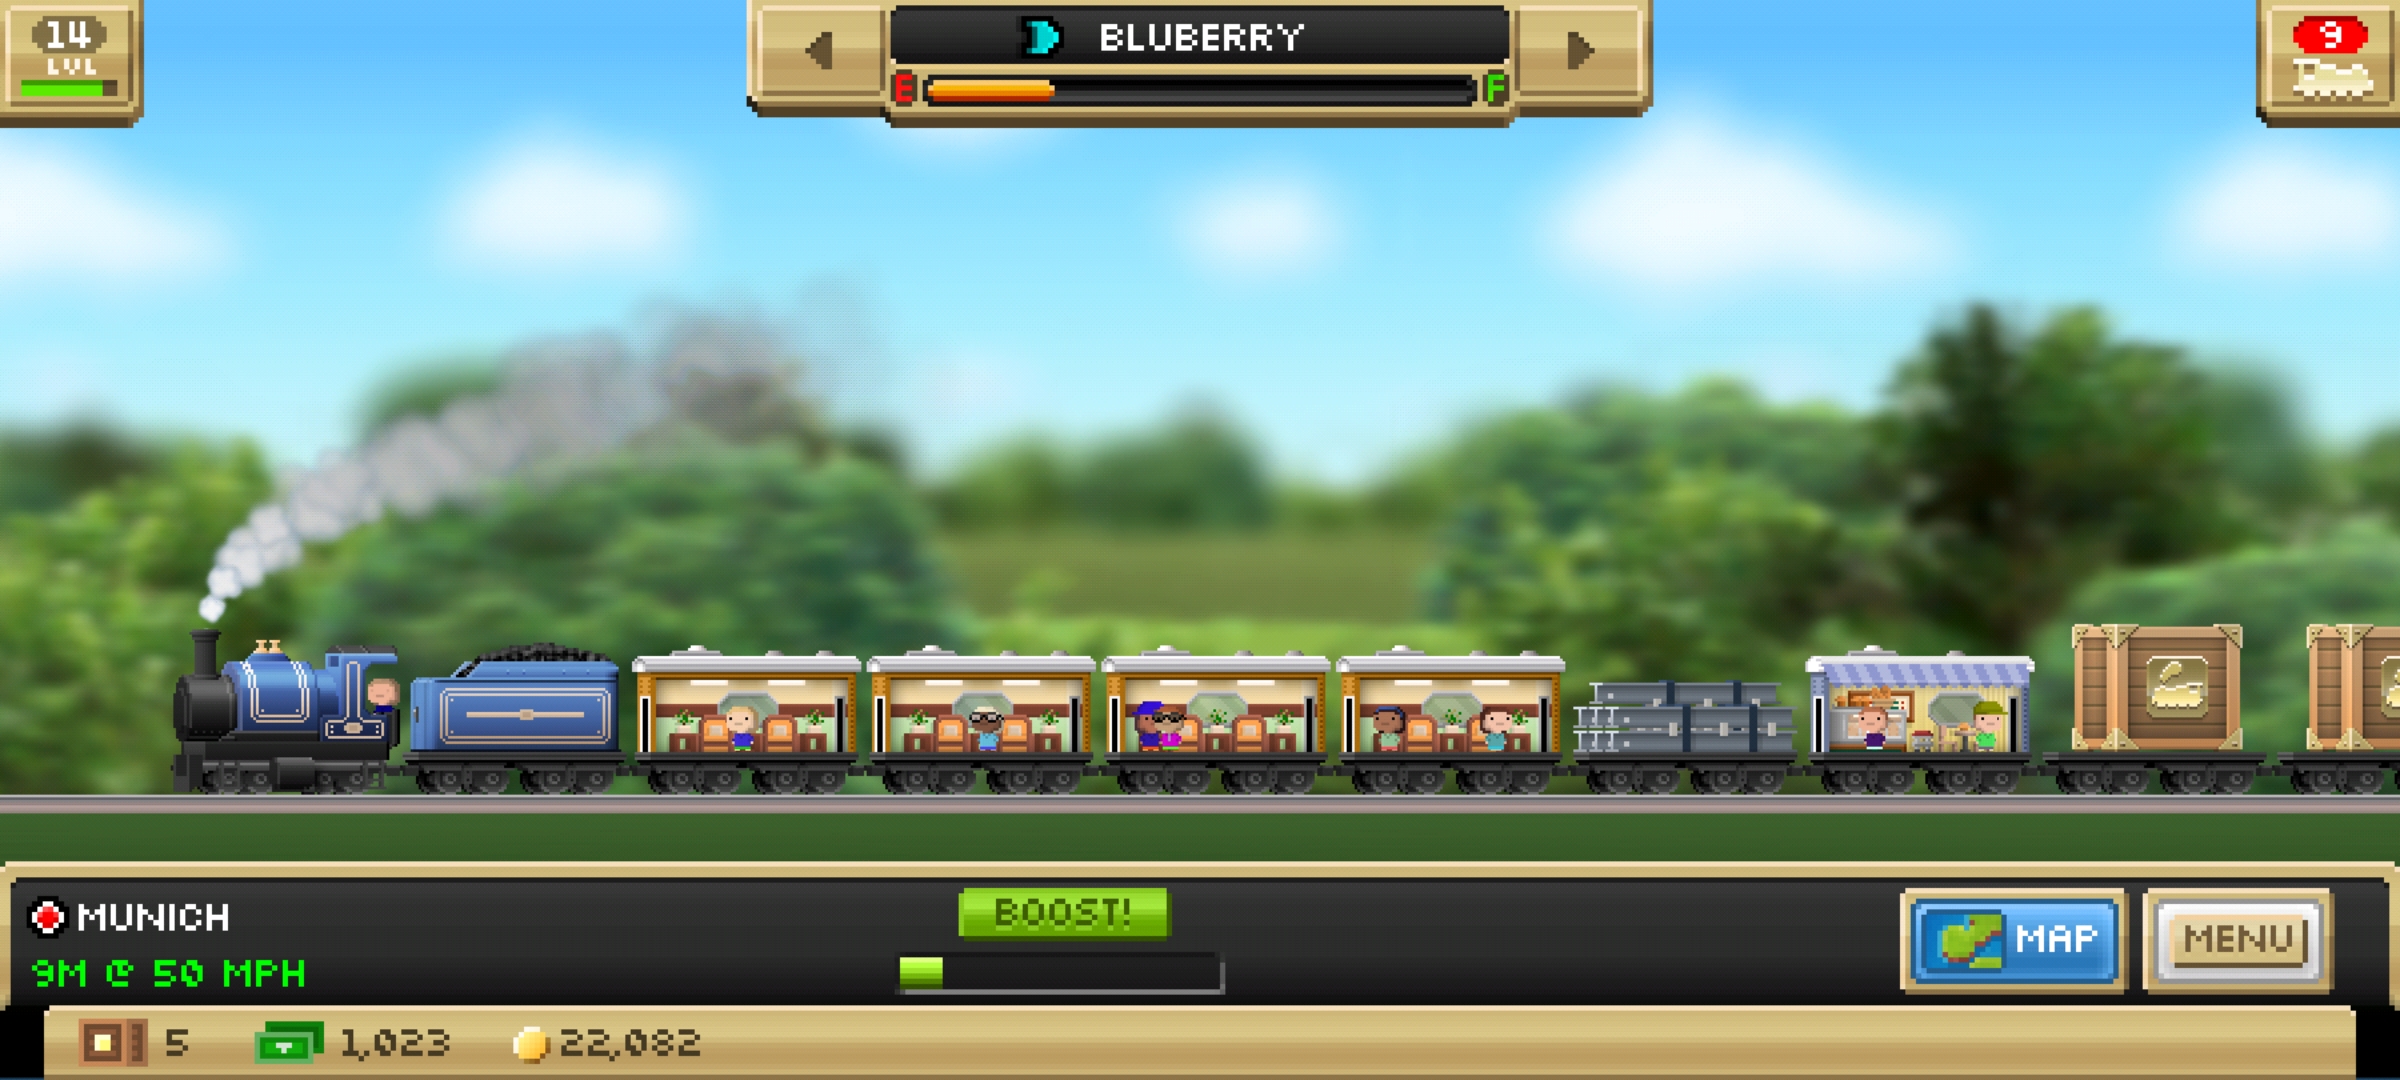 14
LVL
BLUBERRY
E F
9
MUNICH
9M @ 50 MPH
BOOST!
MAP
MENU
5
1,023
22,082